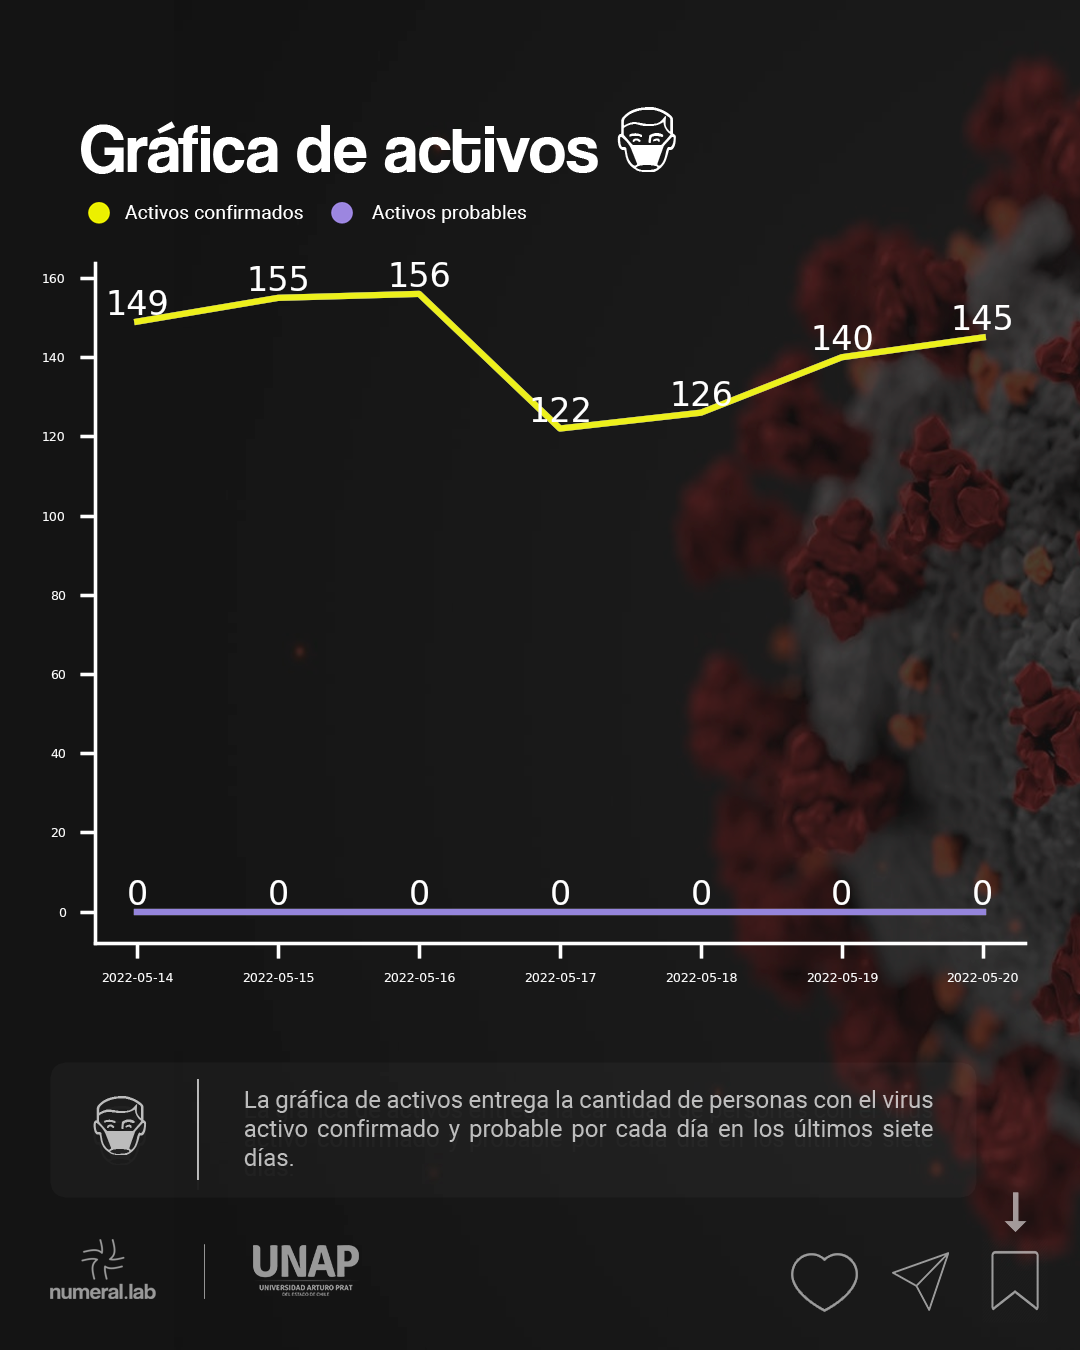 Gráfica de activos
Activos confirmados Activos probables
160
140
120
100
80
60
40
20
0
149 155 156 122 126 140 145
0 0 0 0 0 0 0
2022-05-14 2022-05-15 2022-05-16 2022-05-17 2022-05-18 2022-05-19 2022-05-20
La gráfica de activos entrega la cantidad de personas con el virus
activo confirmado y probable por cada día en los últimos siete
días.
numeral.lab
UNAP
UNIVERSIDAD ARTURO PRAT
DEL ESTADO DE CHILE